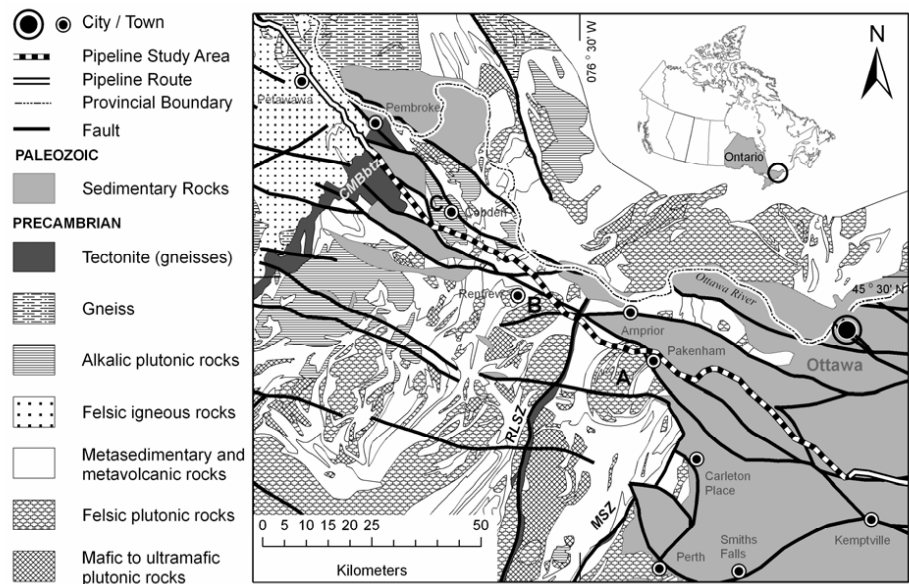 City / Town
Pipeline Study Area
Pipeline Route
Provincial Boundary
Fault
PALEOZOIC
Sedimentary Rocks
PRECAMBRIAN
Tectonite (gneisses)
Gneiss
Alkalic plutonic rocks
Felsic igneous rocks
Metasedimentary and
metavolcanic rocks
Felsic plutonic rocks
Mafic to ultramafic
plutonic rocks
076 ° 30' W
N
Ontario
Petawawa
Pembroke
CMBbtz
C
Cobden
45 ° 30' N
Ottawa River
Renfrew
B
Arnprior
Ottawa
Pakenham
A
RLSZ
MSZ
Carleton
Place
Perth
Smiths
Falls
Kemptville
0 5 10 15 20 25 50
Kilometers